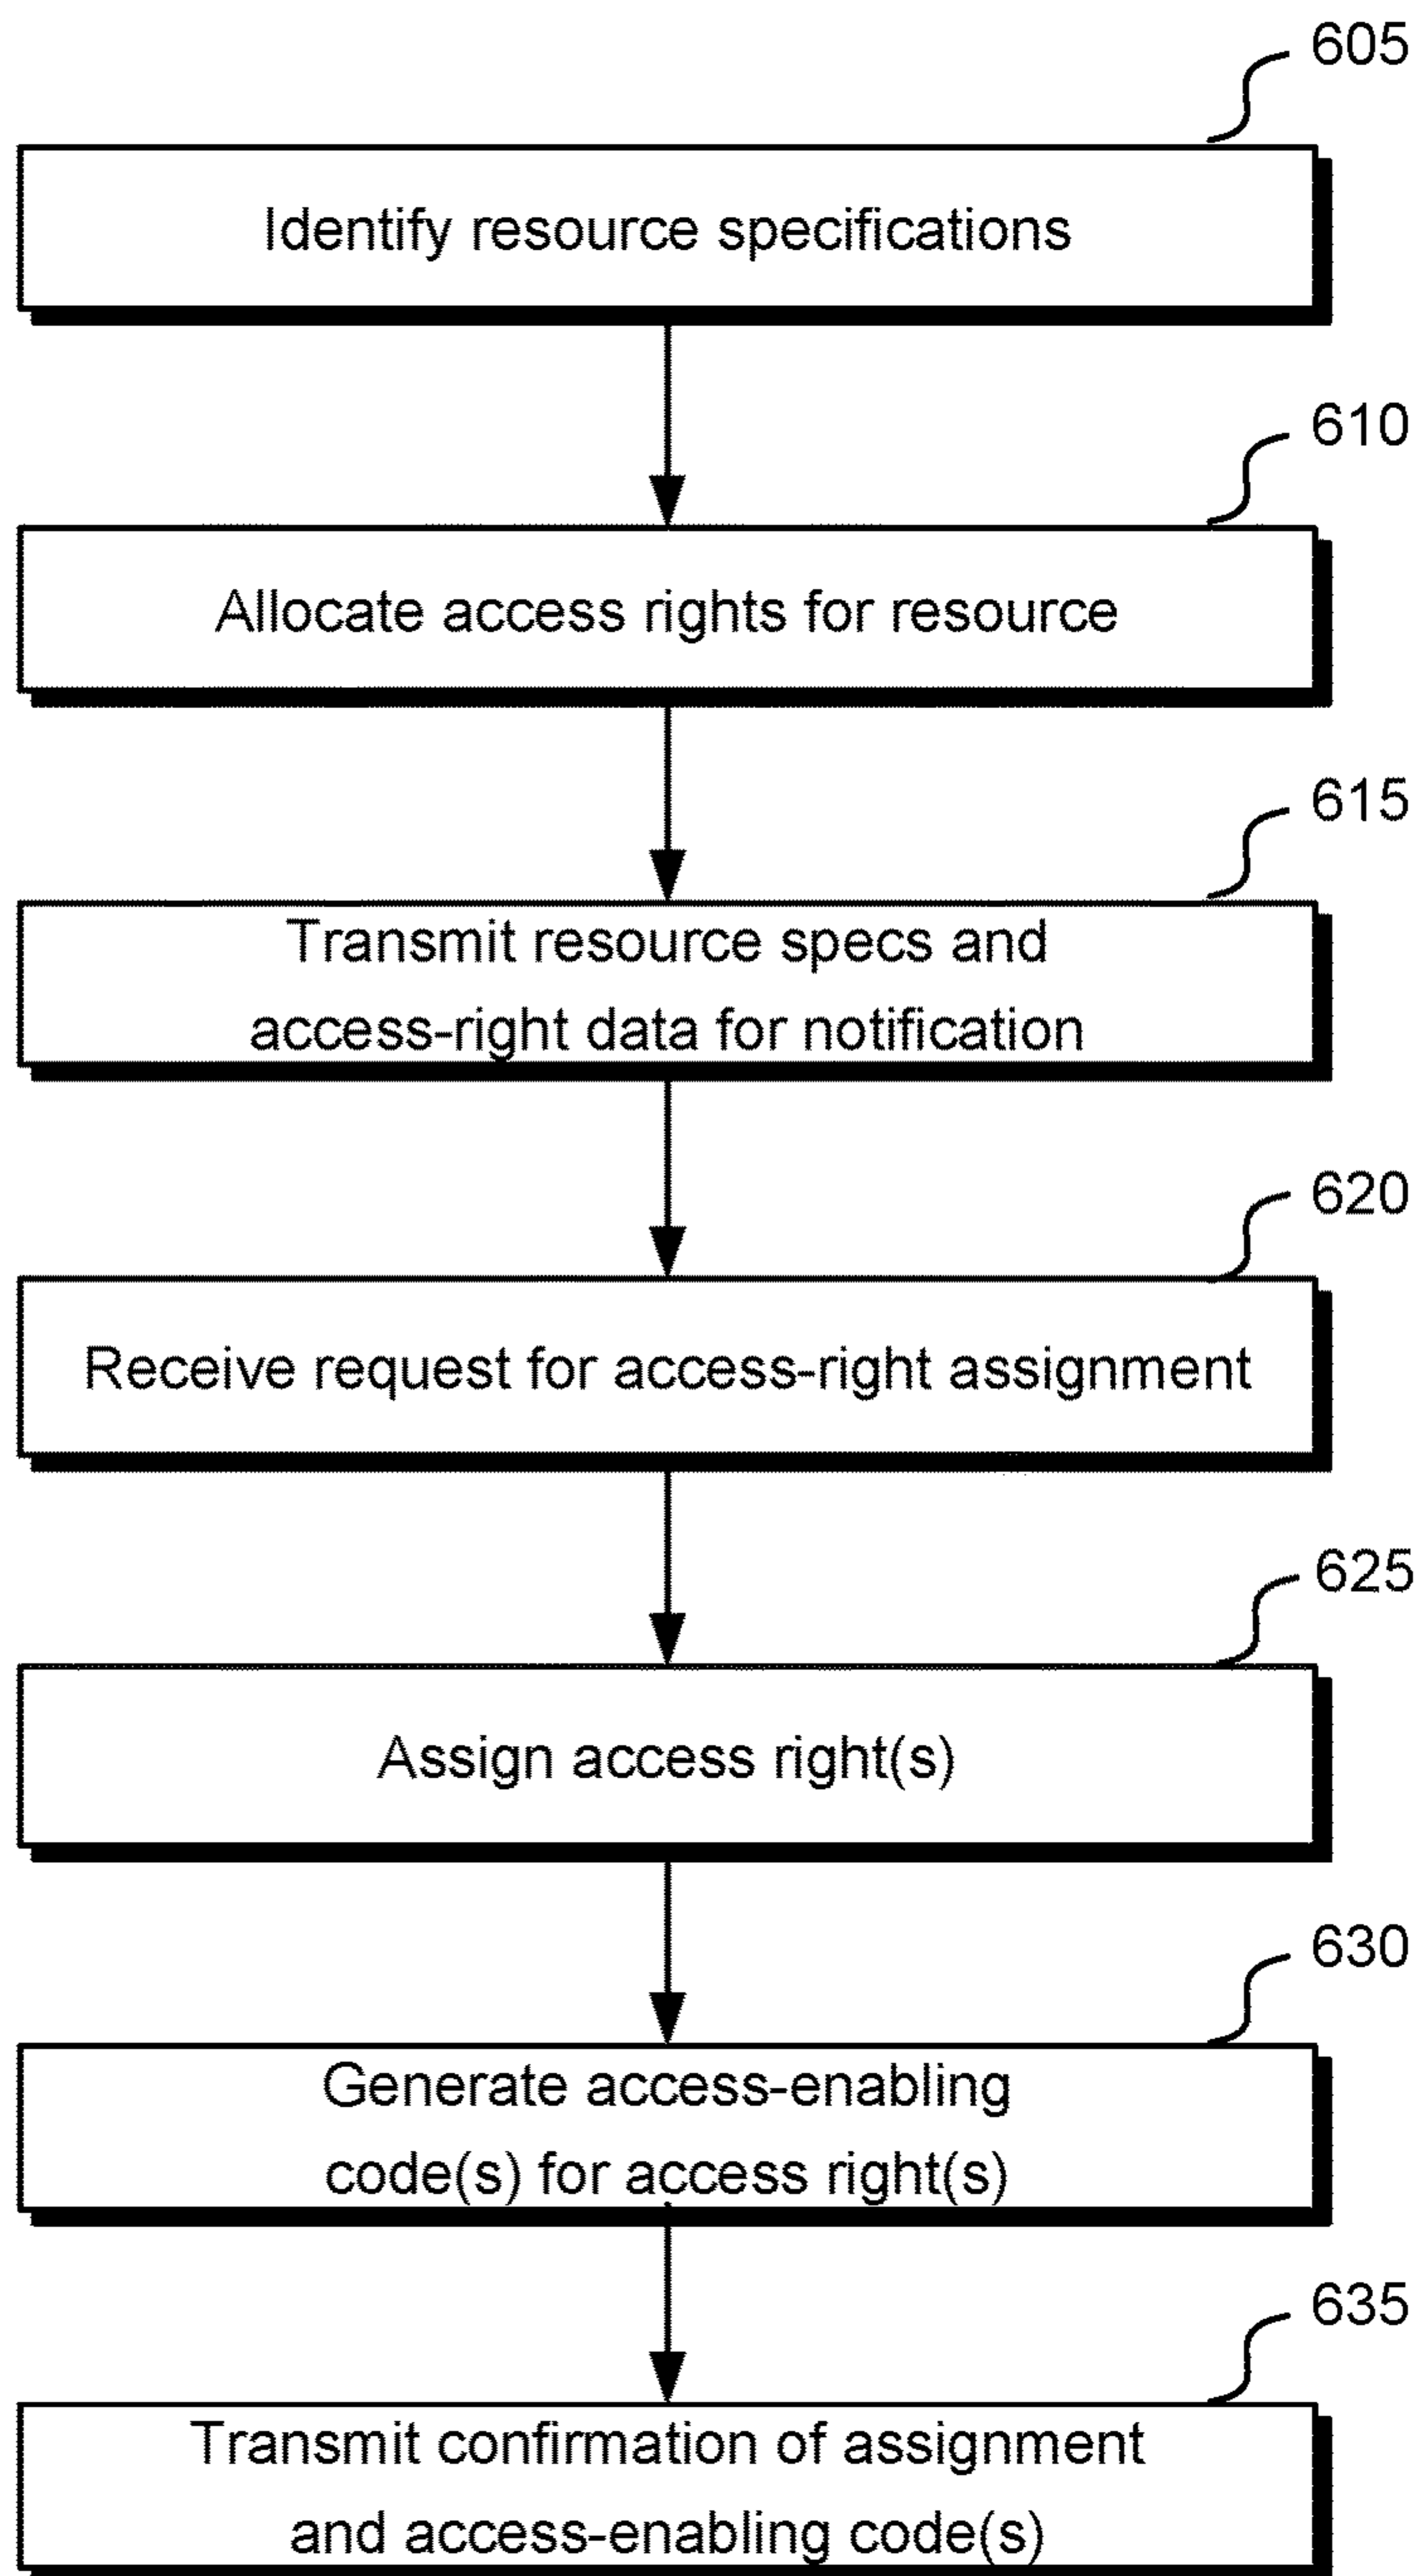 605
Identify resource specifications
610
Allocate access rights for resource
615
Transmit resource specs and
access-right data for notification
620
Receive request for access-right assignment
625
Assign access right(s)
630
Generate access-enabling
code(s) for access right(s)
635
Transmit confirmation of assignment
and access-enabling code(s)